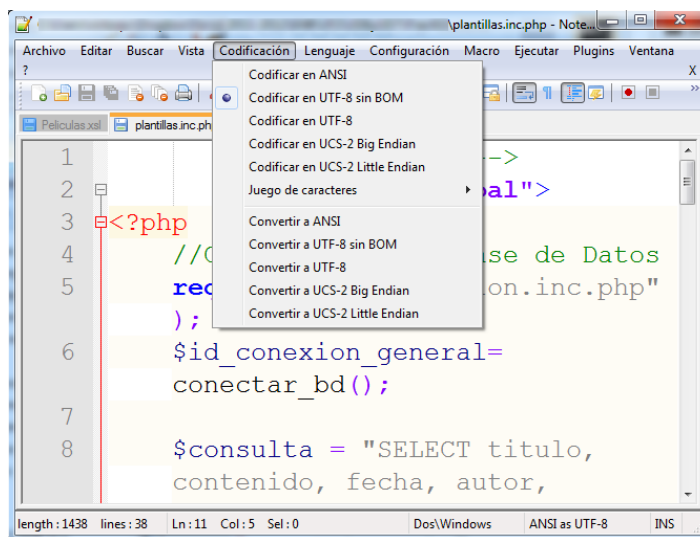 \plantillas.inc.php - Note...
Archivo Editar Buscar Vista Codificación Lenguaje Configuración Macro Ejecutar Plugins Ventana
? X
Codificar en ANSI
Codificar en UTF-8 sin BOM
Codificar en UTF-8
Codificar en UCS-2 Big Endian
Codificar en UCS-2 Little Endian
Juego de caracteres
Convertir a ANSI
Convertir a UTF-8 sin BOM
Convertir a UTF-8
Convertir a UCS-2 Big Endian
Convertir a UCS-2 Little Endian
Peliculas.xsl plantillas.inc.ph
1 -->
2 al">
3 <?php
4 //C se de Datos
5 rec on.inc.php"
);
6 $id_conexion_general=
conectar_bd();
7
8 $consulta = "SELECT titulo,
contenido, fecha, autor,
length : 1438 lines : 38 Ln : 11 Col : 5 Sel : 0 Dos\Windows ANSI as UTF-8 INS